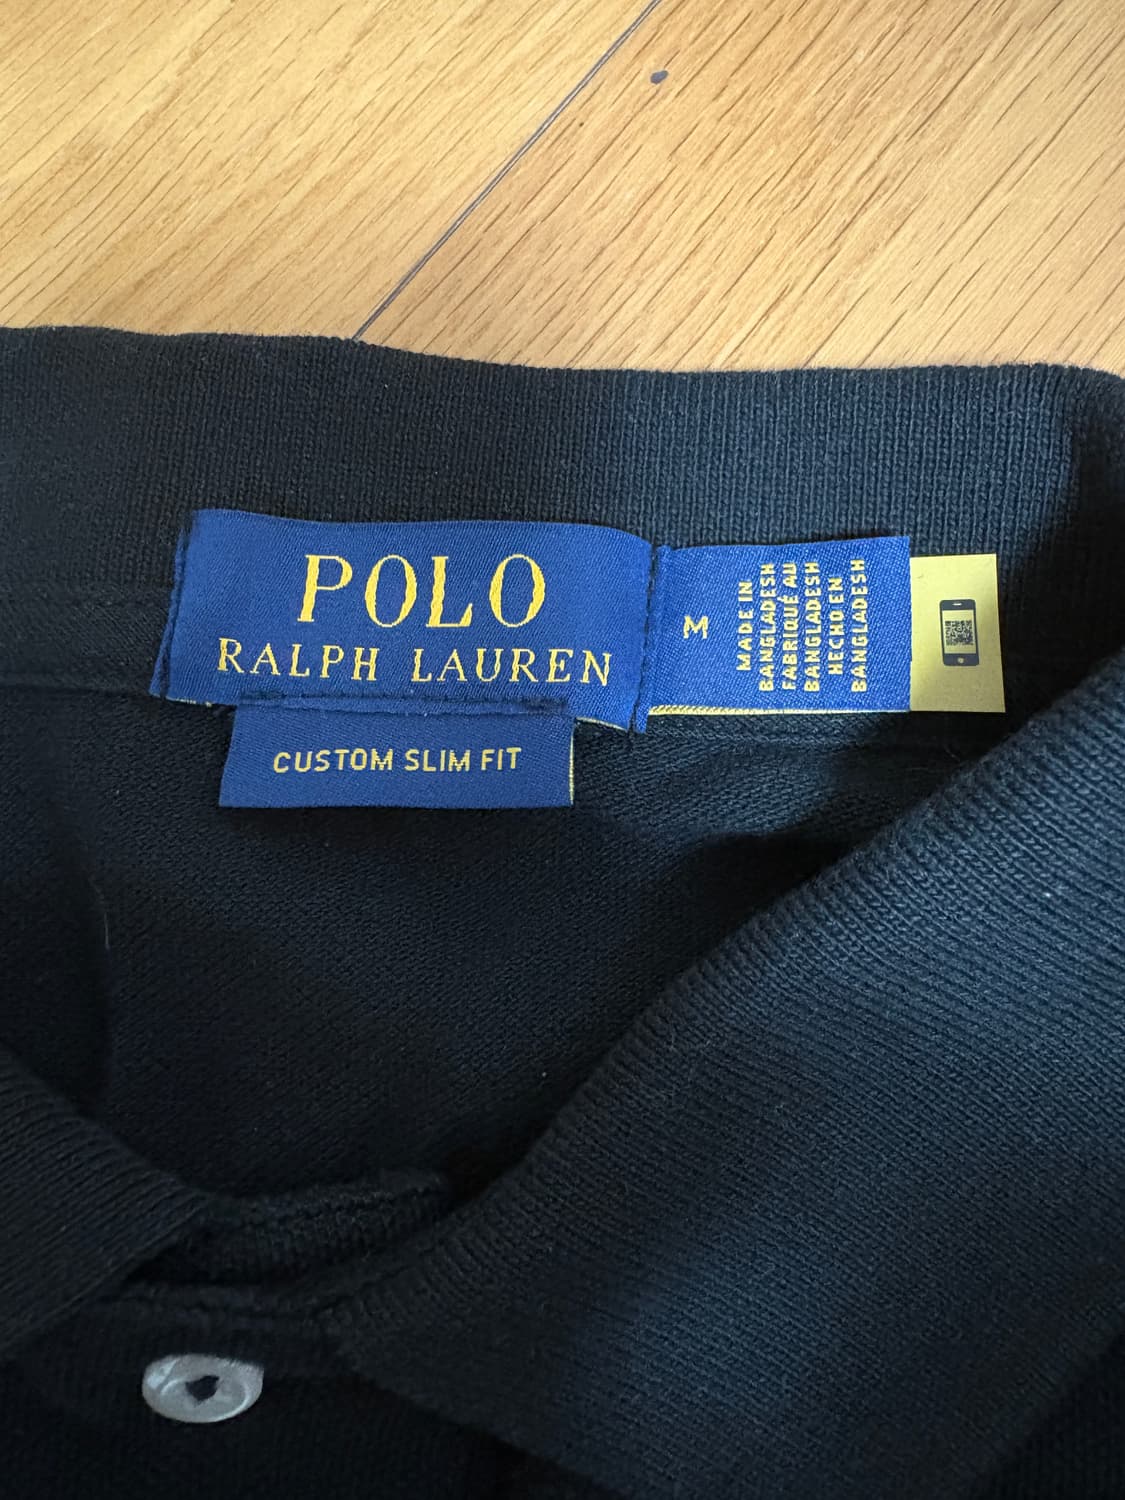 POLO
RALPH LAUREN
CUSTOM SLIM FIT
M
MADE IN
BANGLADESH
FABRIQUÉ AU
BANGLADESH
HECHO EN
BANGLADESH